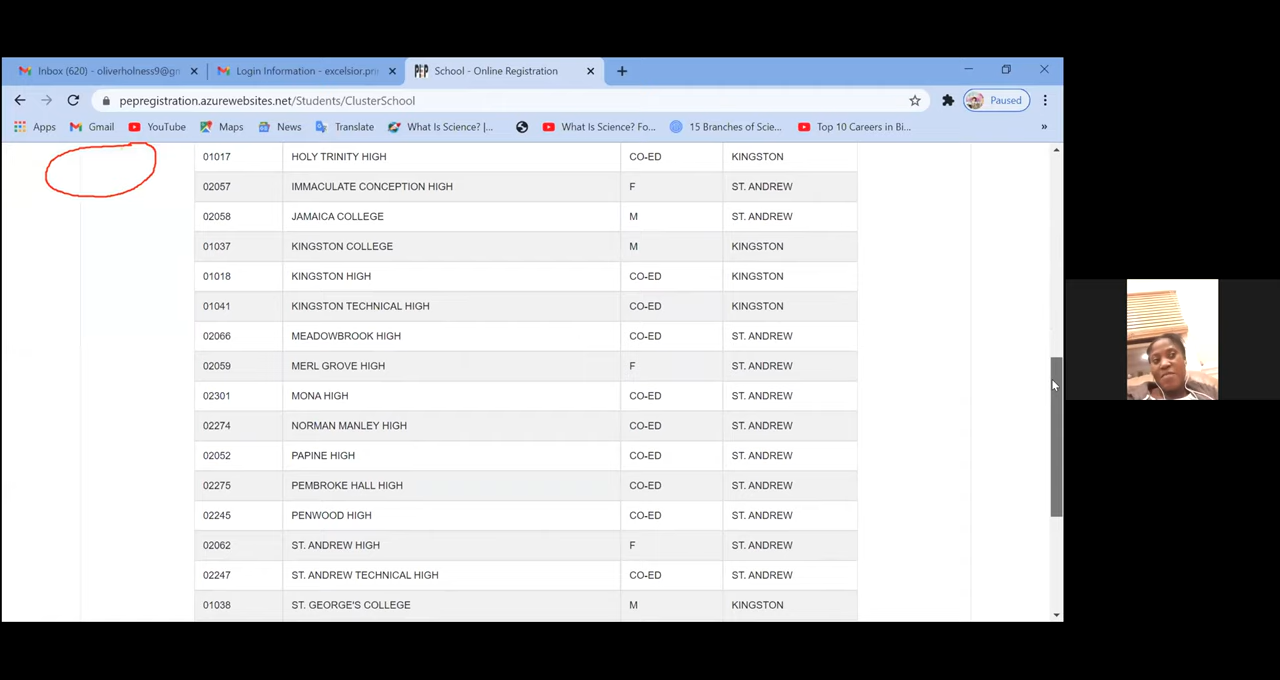 Inbox (620) - oliverholness9@gm
Login Information - excelsior.pri
PEP School - Online Registration
pepregistration.azurewebsites.net/Students/ClusterSchool
Paused
Apps Gmail YouTube Maps News Translate What Is Science? |... What Is Science? Fo... 15 Branches of Scie... Top 10 Careers in Bi... »
01017 HOLY TRINITY HIGH CO-ED KINGSTON
02057 IMMACULATE CONCEPTION HIGH F ST. ANDREW
02058 JAMAICA COLLEGE M ST. ANDREW
01037 KINGSTON COLLEGE M KINGSTON
01018 KINGSTON HIGH CO-ED KINGSTON
01041 KINGSTON TECHNICAL HIGH CO-ED KINGSTON
02066 MEADOWBROOK HIGH CO-ED ST. ANDREW
02059 MERL GROVE HIGH F ST. ANDREW
02301 MONA HIGH CO-ED ST. ANDREW
02274 NORMAN MANLEY HIGH CO-ED ST. ANDREW
02052 PAPINE HIGH CO-ED ST. ANDREW
02275 PEMBROKE HALL HIGH CO-ED ST. ANDREW
02245 PENWOOD HIGH CO-ED ST. ANDREW
02062 ST. ANDREW HIGH F ST. ANDREW
02247 ST. ANDREW TECHNICAL HIGH CO-ED ST. ANDREW
01038 ST. GEORGE'S COLLEGE M KINGSTON